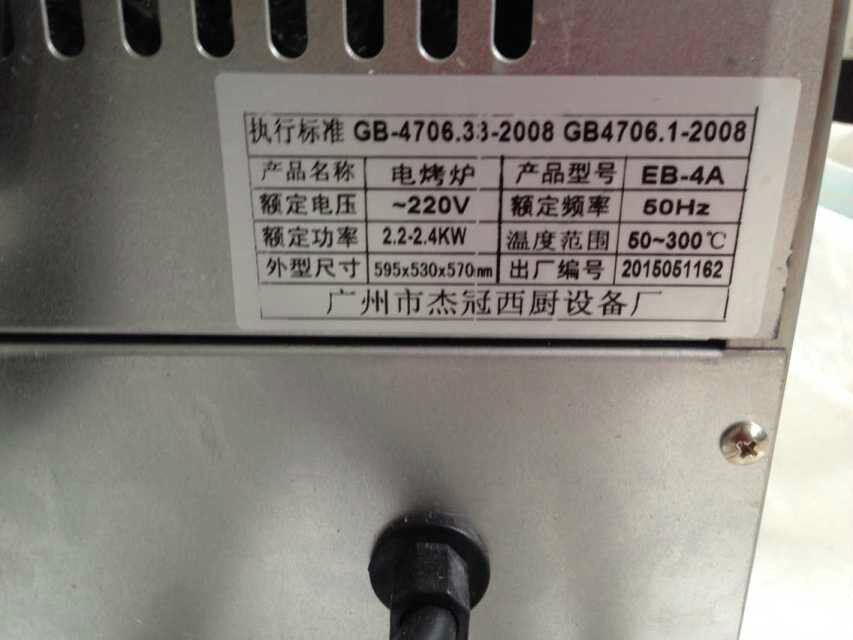 执行标准 GB-4706.33-2008 GB4706.1-2008
产品名称 电烤炉 产品型号 EB-4A
额定电压 ~220V 额定频率 50Hz
额定功率 2.2-2.4KW 温度范围 50~300℃
外型尺寸 595x530x570mm 出厂编号 2015051162
广州市杰冠西厨设备厂